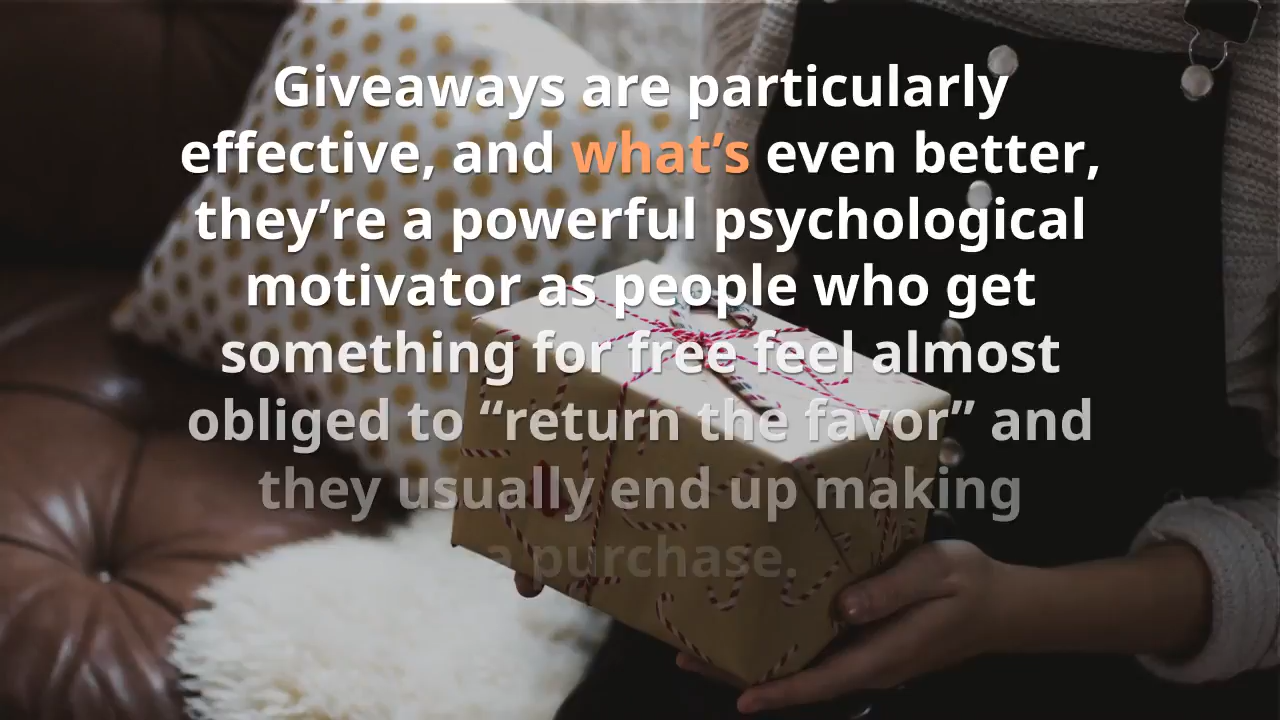 Giveaways are particularly
effective, and what’s even better,
they’re a powerful psychological
motivator as people who get
something for free feel almost
obliged to “return the favor” and
they usually end up making
a purchase.